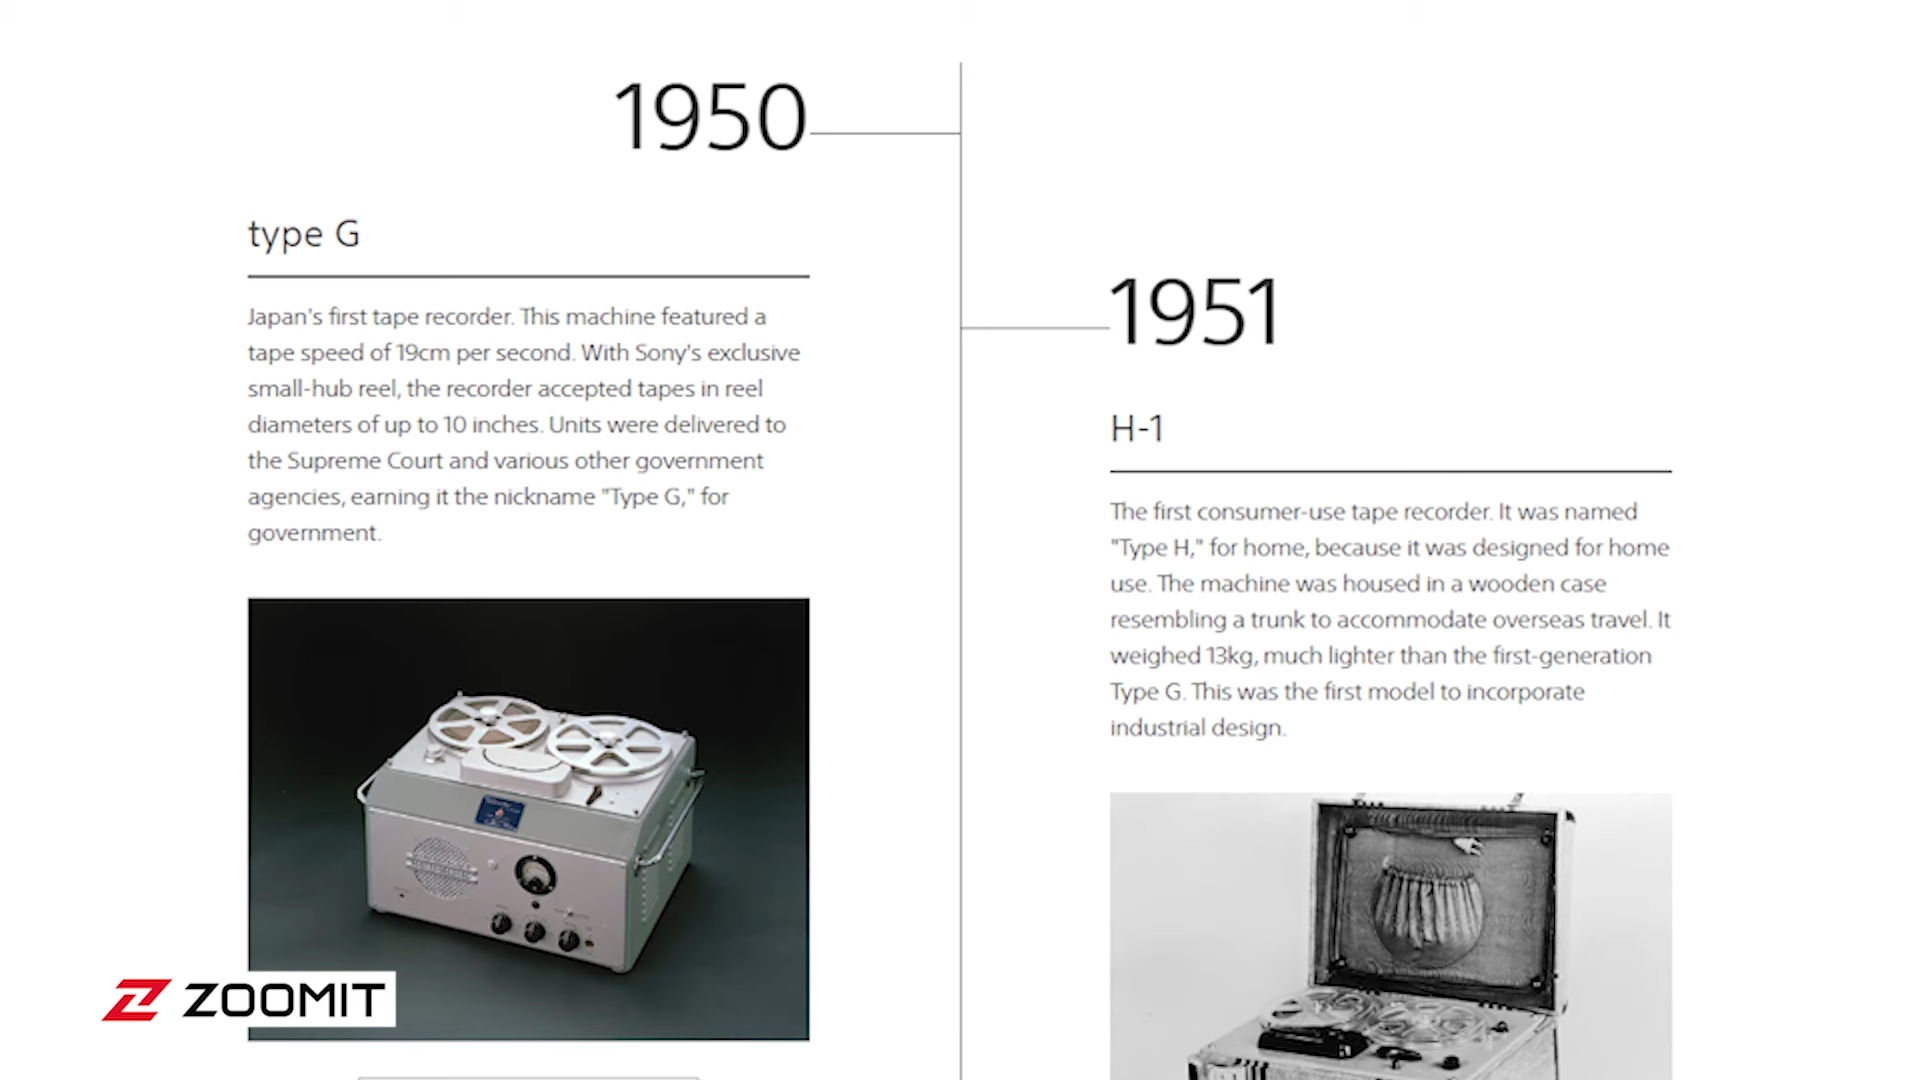 1950
type G
Japan's first tape recorder. This machine featured a
tape speed of 19cm per second. With Sony's exclusive
small-hub reel, the recorder accepted tapes in reel
diameters of up to 10 inches. Units were delivered to
the Supreme Court and various other government
agencies, earning it the nickname "Type G," for
government.
1951
H-1
The first consumer-use tape recorder. It was named
"Type H," for home, because it was designed for home
use. The machine was housed in a wooden case
resembling a trunk to accommodate overseas travel. It
weighed 13kg, much lighter than the first-generation
Type G. This was the first model to incorporate
industrial design.
ZOOMIT